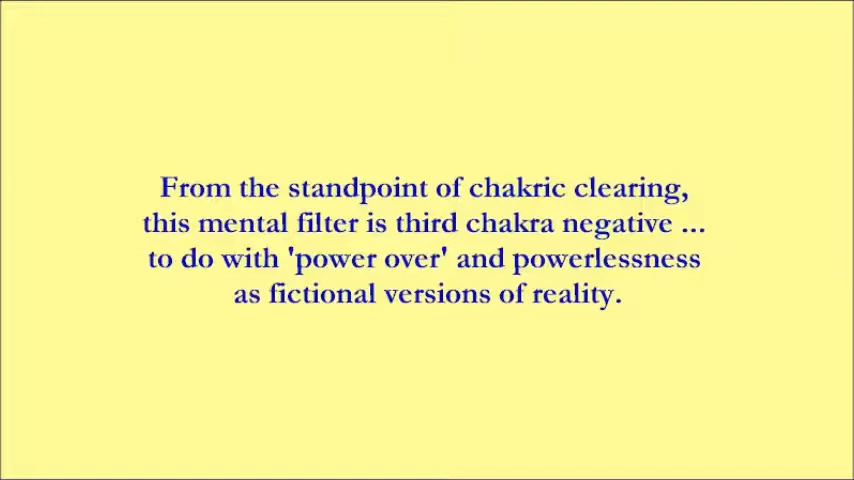 From the standpoint of chakric clearing,
this mental filter is third chakra negative ...
to do with 'power over' and powerlessness
as fictional versions of reality.